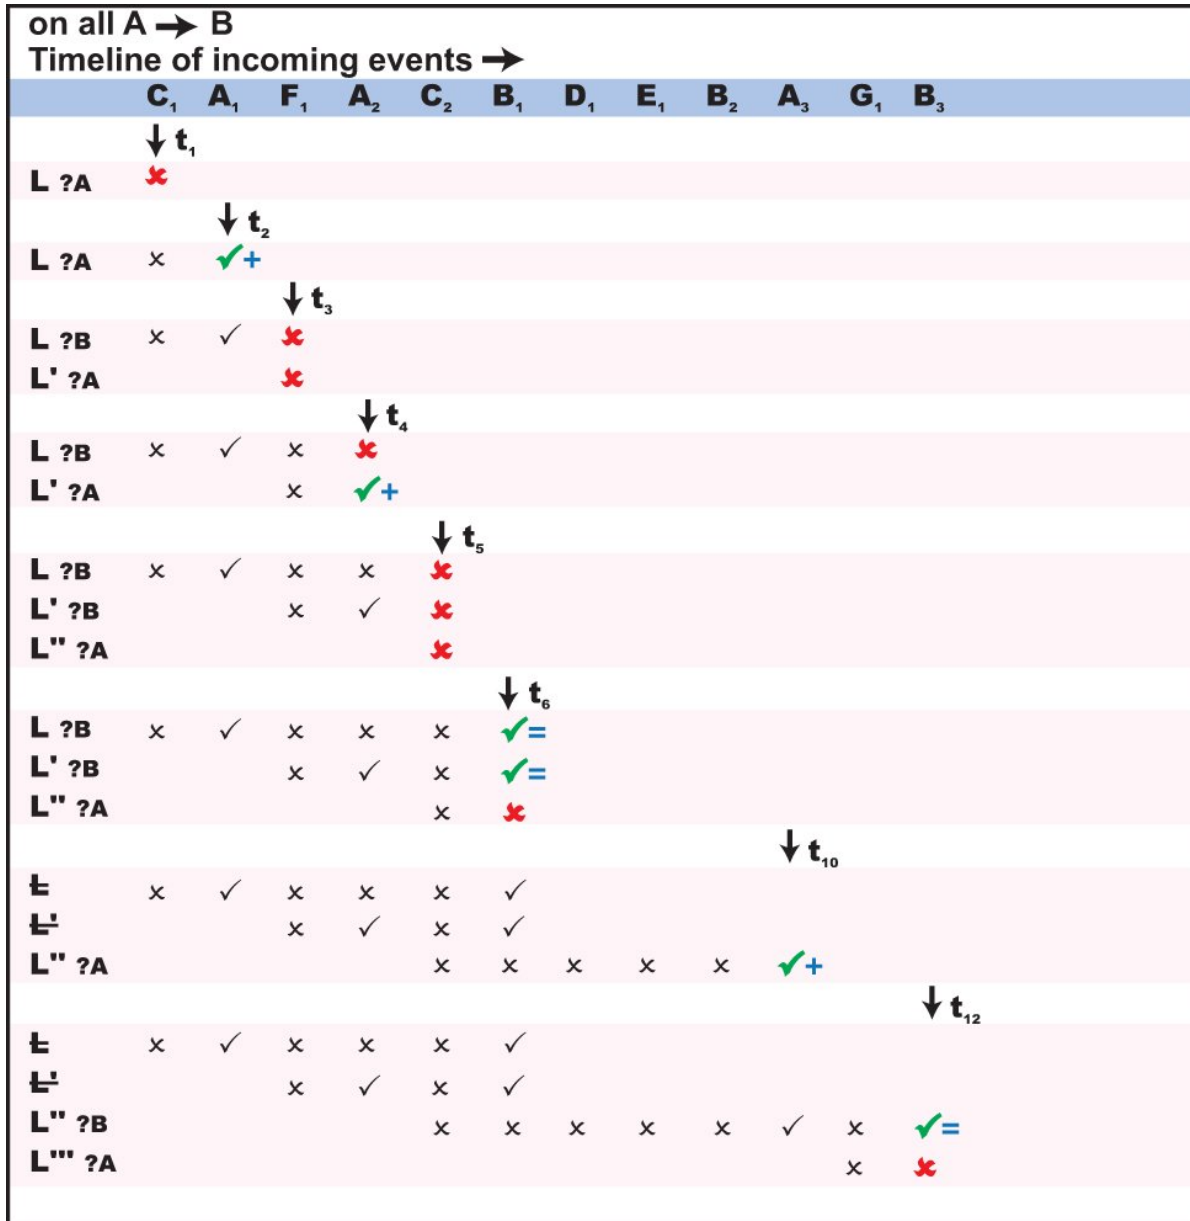 on all A → B
Timeline of incoming events →
C₁ A₁ F₁ A₂ C₂ B₁ D₁ E₁ B₂ A₃ G₁ B₃
↓ t₁
L ?A ✘
↓ t₂
L ?A × ✓+
↓ t₃
L ?B × ✓ ✘
L' ?A ✘
↓ t₄
L ?B × ✓ × ✘
L' ?A × ✓+
↓ t₅
L ?B × ✓ × × ✘
L' ?B × ✓ ✘
L" ?A ✘
↓ t₆
L ?B × ✓ × × × ✓=
L' ?B × ✓ × ✓=
L" ?A × ✘
↓ t₁₀
L × ✓ × × × ✓
L' × ✓ × ✓
L" ?A × × × × × ✓+
↓ t₁₂
L × ✓ × × × ✓
L' × ✓ × ✓
L" ?B × × × × × ✓ × ✓=
L"' ?A × ✘